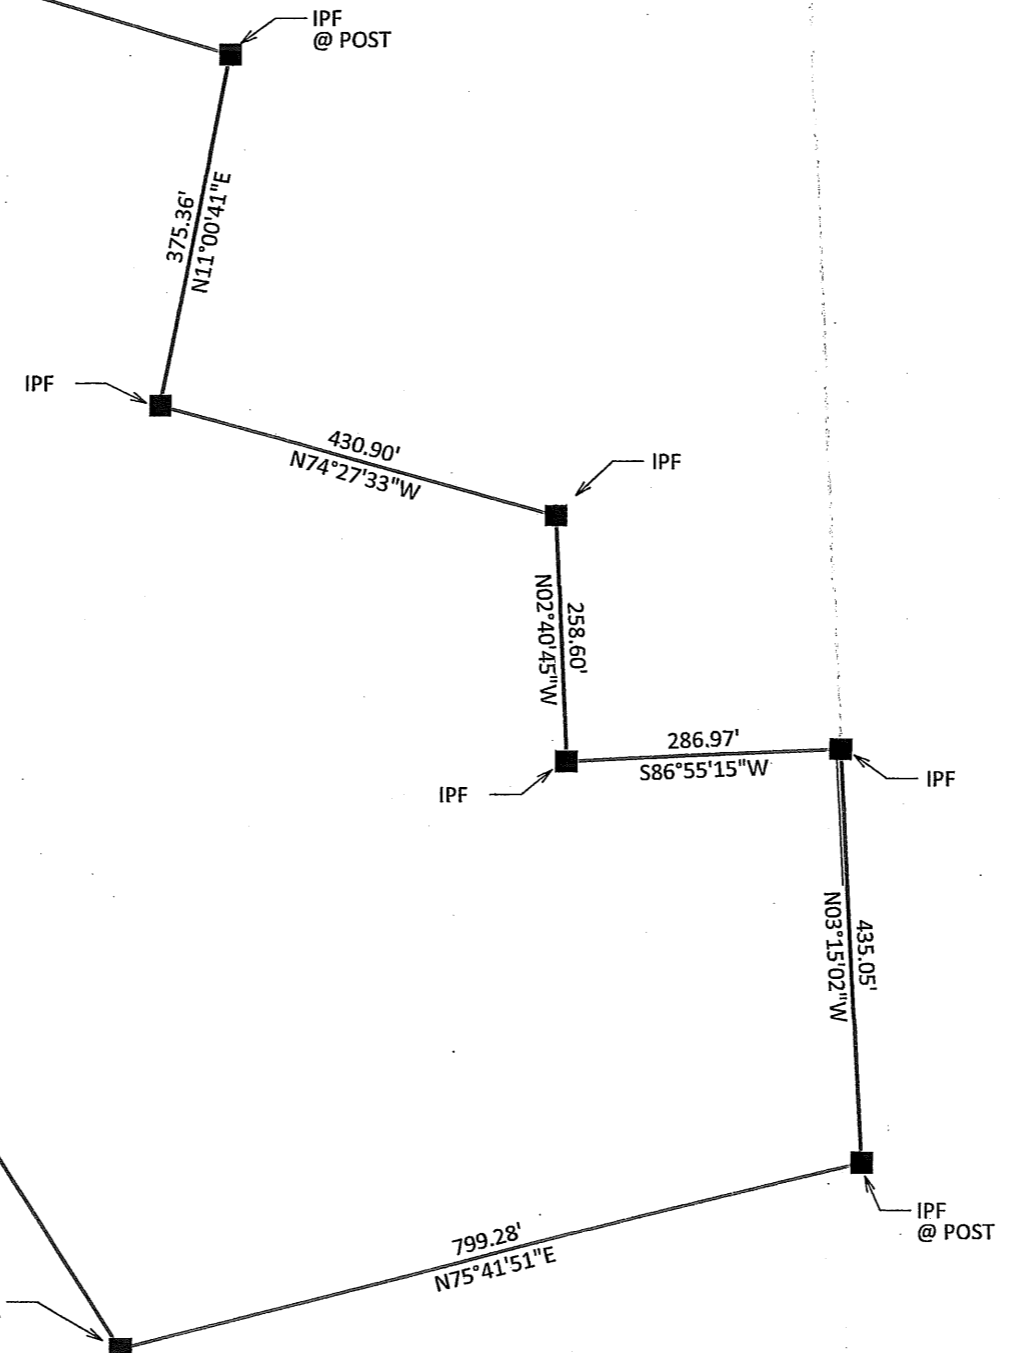 IPF
@ POST
375.36'
N11°00'41"E
IPF
430.90'
N74°27'33"W
IPF
258.60'
N02°40'45"W
286.97'
S86°55'15"W
IPF
IPF
435.05'
N03°15'02"W
IPF
@ POST
799.28'
N75°41'51"E